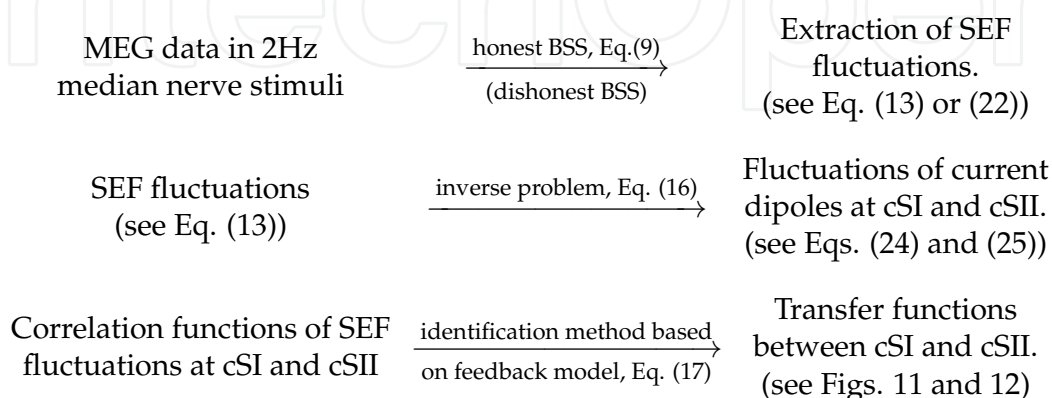 MEG data in 2Hz
median nerve stimuli
honest BSS, Eq.(9)
(dishonest BSS)
Extraction of SEF
fluctuations.
(see Eq. (13) or (22))
SEF fluctuations
(see Eq. (13))
inverse problem, Eq. (16)
Fluctuations of current
dipoles at cSI and cSII.
(see Eqs. (24) and (25))
Correlation functions of SEF
fluctuations at cSI and cSII
identification method based
on feedback model, Eq. (17)
Transfer functions
between cSI and cSII.
(see Figs. 11 and 12)